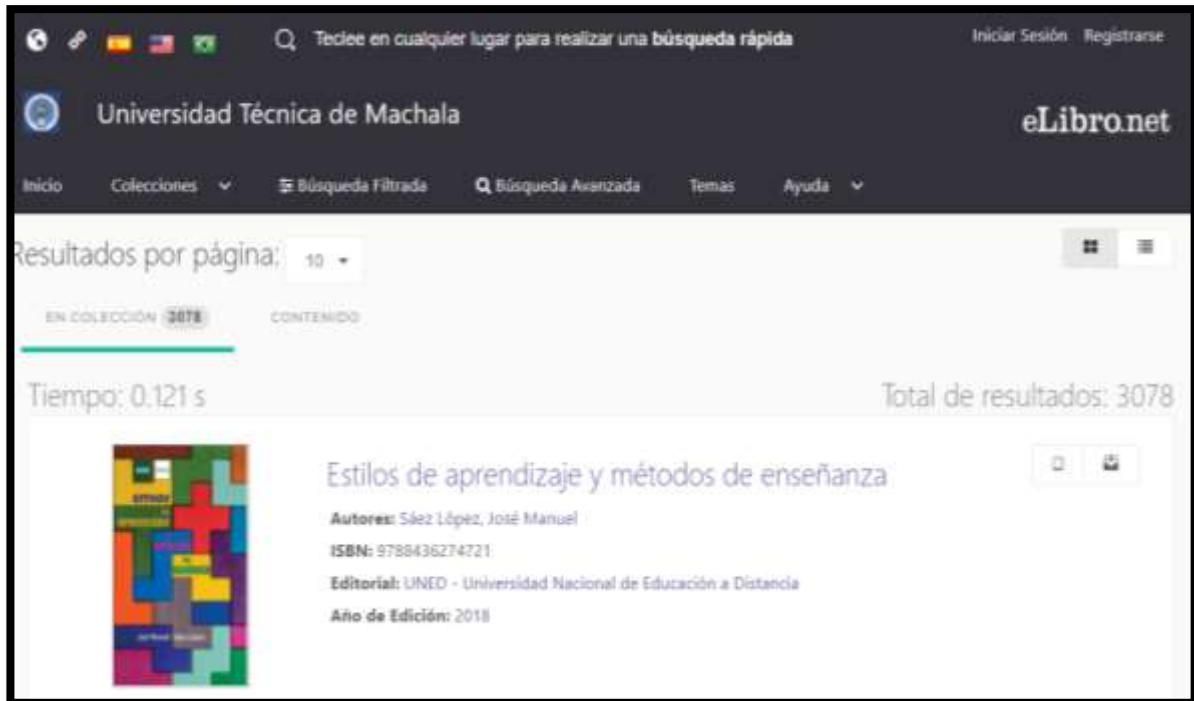 Teclee en cualquier lugar para realizar una búsqueda rápida
Iniciar Sesión Registrarse
Universidad Técnica de Machala
eLibro.net
Inicio Colecciones Búsqueda Filtrada Búsqueda Avanzada Temas Ayuda
Resultados por página: 10
EN COLECCIÓN 3078 CONTENIDO
Tiempo: 0.121 s
Total de resultados: 3078
Estilos de aprendizaje y métodos de enseñanza
Autores: Sáez López, José Manuel
ISBN: 9788436274721
Editorial: UNED - Universidad Nacional de Educación a Distancia
Año de Edición: 2018